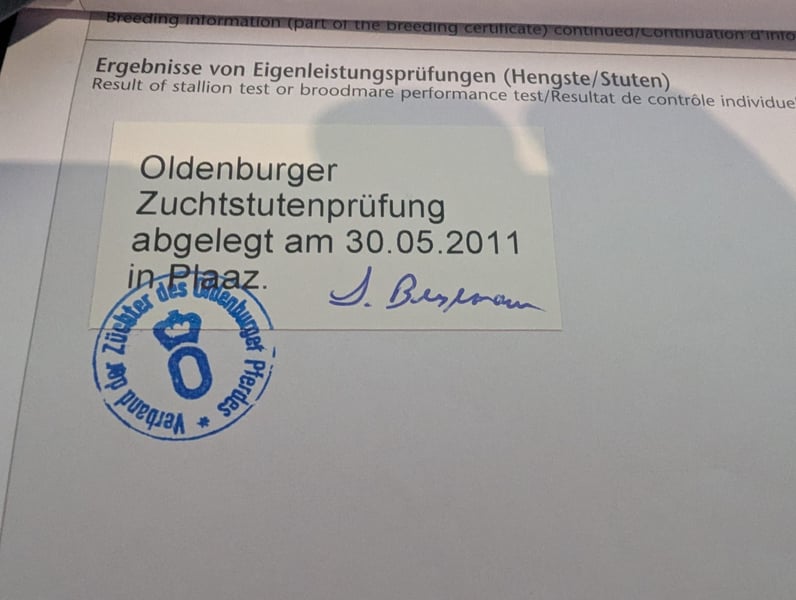 Breeding information (part of the breeding certificate) continued/Continuation d'info
Ergebnisse von Eigenleistungsprüfungen (Hengste/Stuten)
Result of stallion test or broodmare performance test/Resultat de contrôle individuel
Oldenburger
Zuchtstutenprüfung
abgelegt am 30.05.2011
in Plaaz.
Verband der Züchter des Oldenburger Pferdes *
O